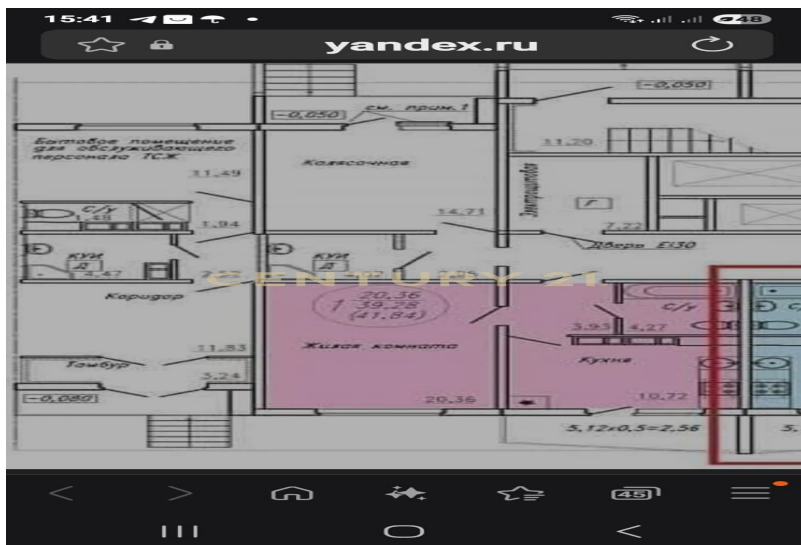 15:41
48
yandex.ru
-0,050
см. прим.1
-0,050
Бытовое помещение
для обслуживающего
персонала ТСЖ
11.49
Колясочная
11.20
Электрощитовая
С/у
1.48
1.94
14.71
Г
7.22
Дверь EI30
КУИ
Д
4.47
КУИ
CENTURY 21
Коридор
1
20.36
39.28
(41.84)
С/у
3.93
4.27
11.83
Жилая комната
Кухня
Тамбур
3.24
-0,080
20.36
10.72
5,12х0,5=2,56
5,
45